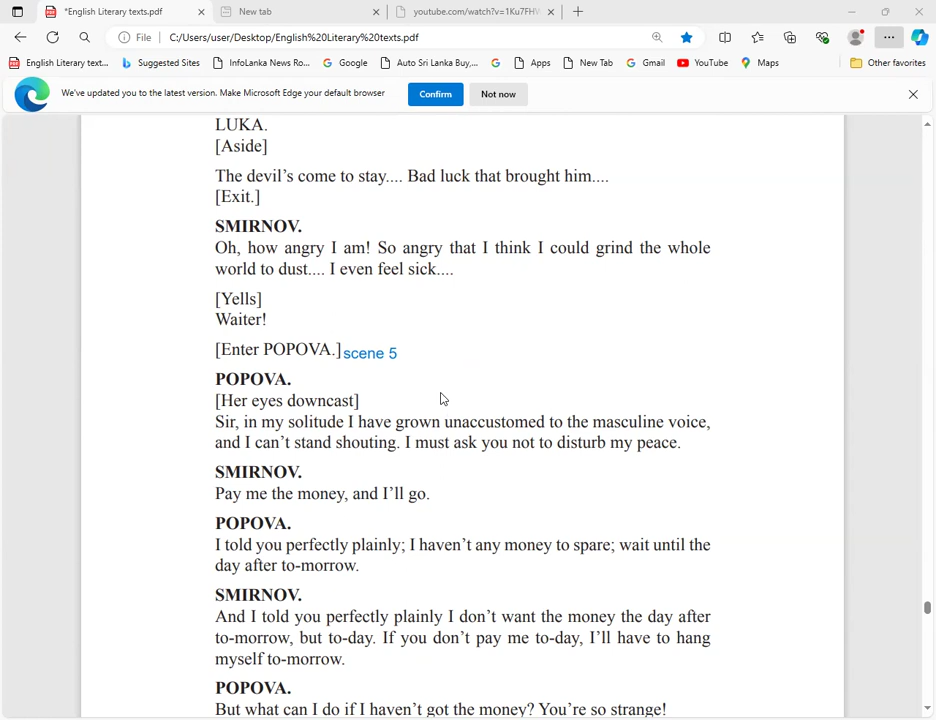 *English Literary texts.pdf
New tab
youtube.com/watch?v=1Ku7FHV
File
C:/Users/user/Desktop/English%20Literary%20texts.pdf
English Literary text...
Suggested Sites
InfoLanka News Ro...
Google
Auto Sri Lanka Buy,...
Apps
New Tab
Gmail
YouTube
Maps
Other favorites
We've updated you to the latest version. Make Microsoft Edge your default browser
Confirm
Not now
LUKA.
[Aside]
The devil's come to stay.... Bad luck that brought him....
[Exit.]
SMIRNOV.
Oh, how angry I am! So angry that I think I could grind the whole
world to dust.... I even feel sick....
[Yells]
Waiter!
[Enter POPOVA.] scene 5
POPOVA.
[Her eyes downcast]
Sir, in my solitude I have grown unaccustomed to the masculine voice,
and I can't stand shouting. I must ask you not to disturb my peace.
SMIRNOV.
Pay me the money, and I'll go.
POPOVA.
I told you perfectly plainly; I haven't any money to spare; wait until the
day after to-morrow.
SMIRNOV.
And I told you perfectly plainly I don't want the money the day after
to-morrow, but to-day. If you don't pay me to-day, I'll have to hang
myself to-morrow.
POPOVA.
But what can I do if I haven't got the money? You're so strange!